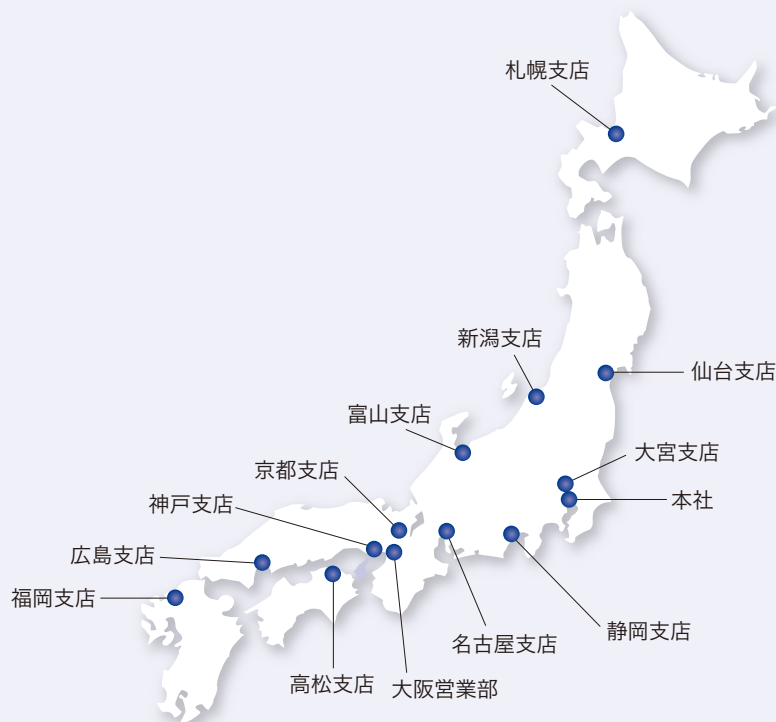 札幌支店
新潟支店
仙台支店
富山支店
大宮支店
京都支店
本社
神戸支店
広島支店
福岡支店
静岡支店
名古屋支店
高松支店
大阪営業部